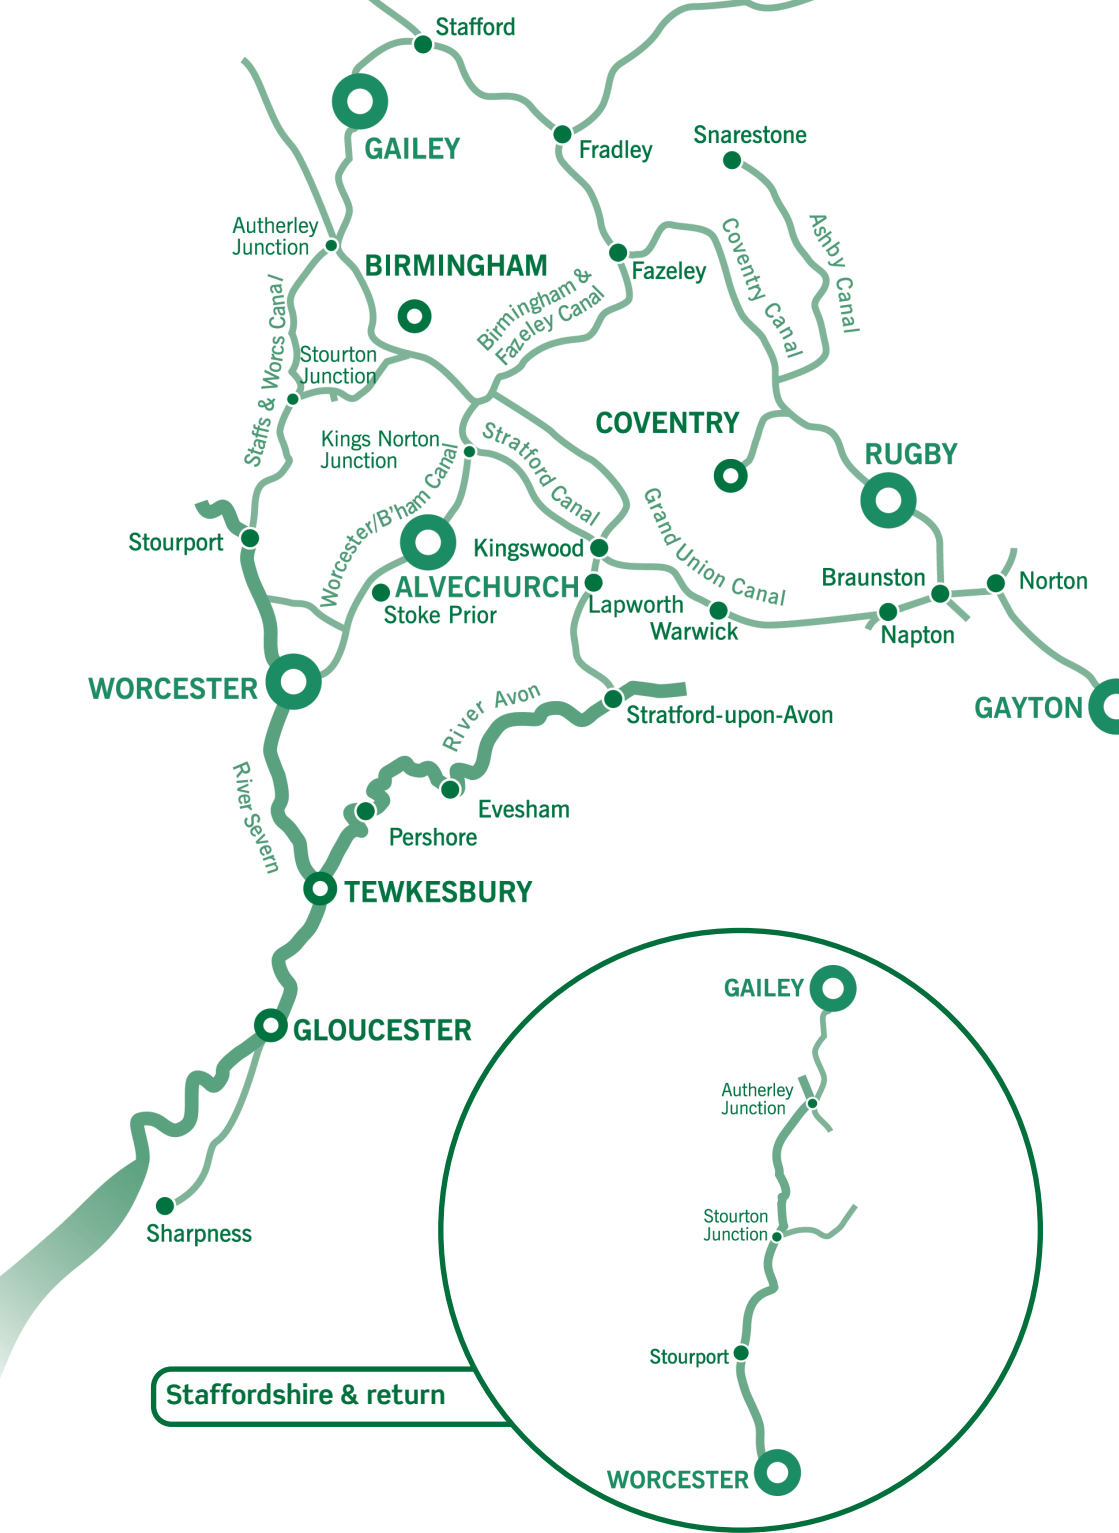 Stafford
GAILEY
Fradley
Snarestone
Autherley
Junction
BIRMINGHAM
Fazeley
Birmingham &
Fazeley Canal
Coventry Canal
Ashby Canal
Staffs & Worcs Canal
Stourton
Junction
COVENTRY
Kings Norton
Junction
Stratford Canal
RUGBY
Worcester/B'ham Canal
Grand Union Canal
Stourport
Kingswood
ALVECHURCH
Stoke Prior
Lapworth
Warwick
Braunston
Norton
Napton
WORCESTER
River Avon
Stratford-upon-Avon
GAYTON
River Severn
Evesham
Pershore
TEWKESBURY
GLOUCESTER
Sharpness
GAILEY
Autherley
Junction
Stourton
Junction
Stourport
WORCESTER
Staffordshire & return